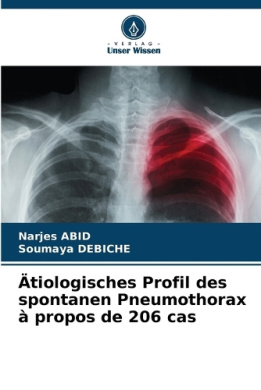 - VERLAG -
Unser Wissen
Narjes ABID
Soumaya DEBICHE
Ätiologisches Profil des
spontanen Pneumothorax
à propos de 206 cas